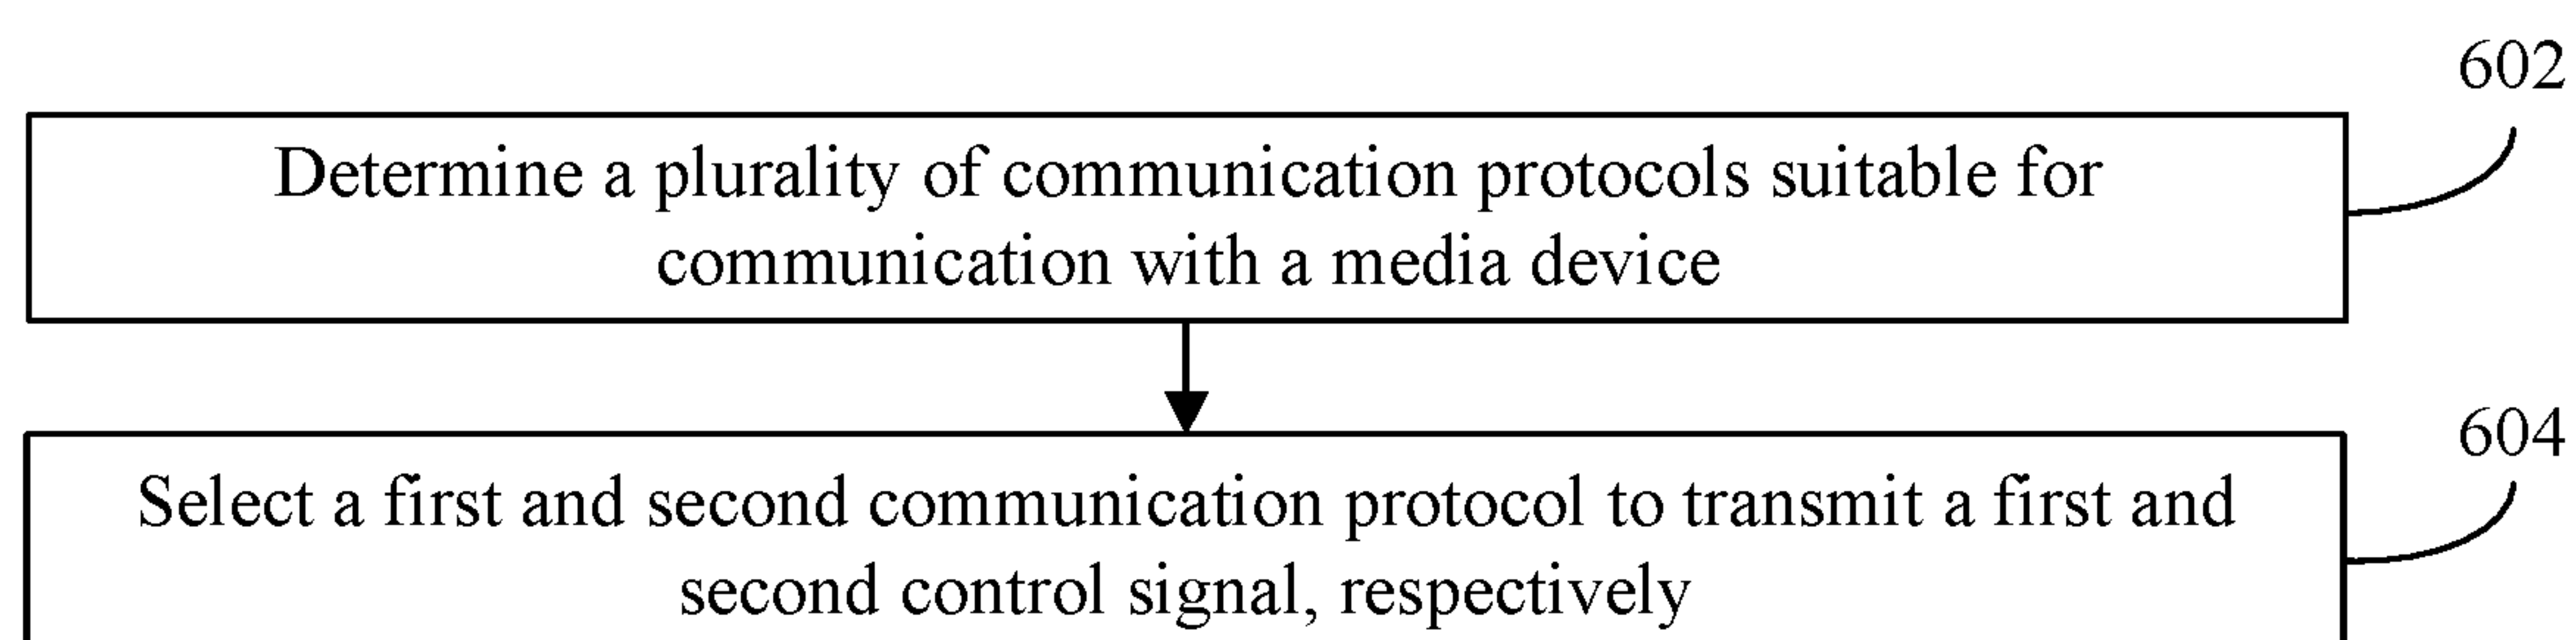 602
Determine a plurality of communication protocols suitable for
communication with a media device
604
Select a first and second communication protocol to transmit a first and
second control signal, respectively